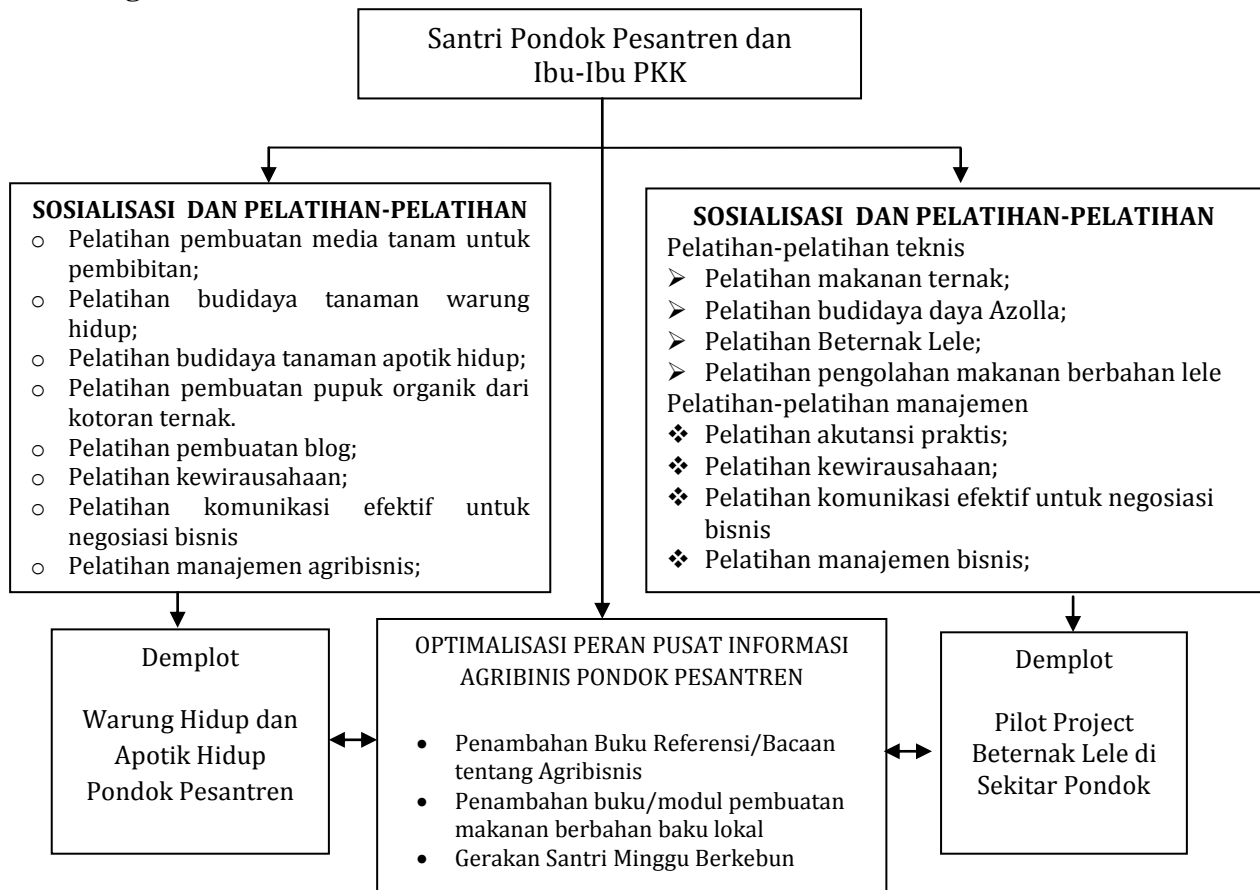 Santri Pondok Pesantren dan
Ibu-Ibu PKK
SOSIALISASI DAN PELATIHAN-PELATIHAN
o Pelatihan pembuatan media tanam untuk
pembibitan;
o Pelatihan budidaya tanaman warung
hidup;
o Pelatihan budidaya tanaman apotik hidup;
o Pelatihan pembuatan pupuk organik dari
kotoran ternak.
o Pelatihan pembuatan blog;
o Pelatihan kewirausahaan;
o Pelatihan komunikasi efektif untuk
negosiasi bisnis
o Pelatihan manajemen agribisnis;
SOSIALISASI DAN PELATIHAN-PELATIHAN
Pelatihan-pelatihan teknis
➢ Pelatihan makanan ternak;
➢ Pelatihan budidaya daya Azolla;
➢ Pelatihan Beternak Lele;
➢ Pelatihan pengolahan makanan berbahan lele
Pelatihan-pelatihan manajemen
❖ Pelatihan akutansi praktis;
❖ Pelatihan kewirausahaan;
❖ Pelatihan komunikasi efektif untuk negosiasi
bisnis
❖ Pelatihan manajemen bisnis;
Demplot
Warung Hidup dan
Apotik Hidup
Pondok Pesantren
OPTIMALISASI PERAN PUSAT INFORMASI
AGRIBINIS PONDOK PESANTREN
• Penambahan Buku Referensi/Bacaan
tentang Agribisnis
• Penambahan buku/modul pembuatan
makanan berbahan baku lokal
• Gerakan Santri Minggu Berkebun
Demplot
Pilot Project
Beternak Lele di
Sekitar Pondok